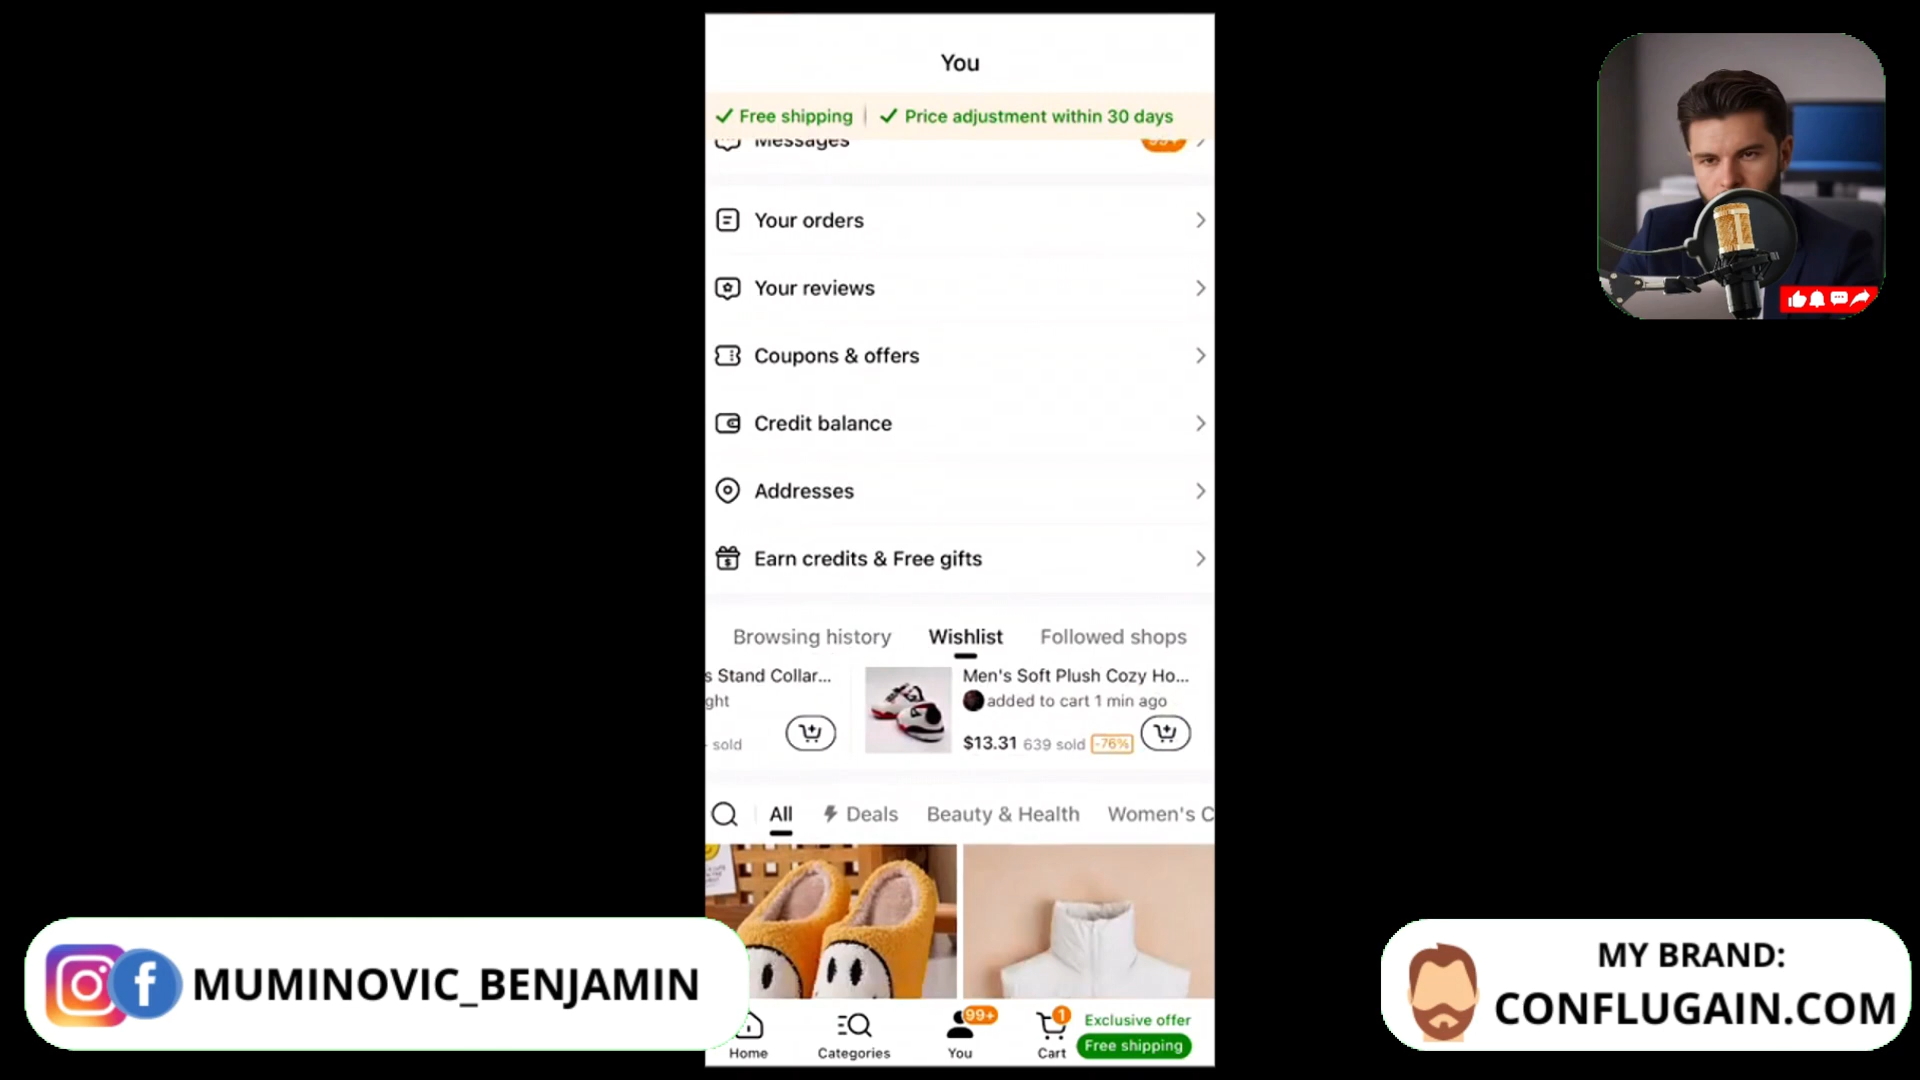 You
Free shipping
Price adjustment within 30 days
Messages
99+
Your orders
Your reviews
Coupons & offers
Credit balance
Addresses
Earn credits & Free gifts
Browsing history Wishlist Followed shops
s Stand Collar...
ght
sold
Men's Soft Plush Cozy Ho...
added to cart 1 min ago
$13.31 639 sold -76%
All Deals Beauty & Health Women's C
MUMINOVIC_BENJAMIN
MY BRAND:
CONFLUGAIN.COM
Home
Categories
99+
You
1
Cart
Exclusive offer
Free shipping